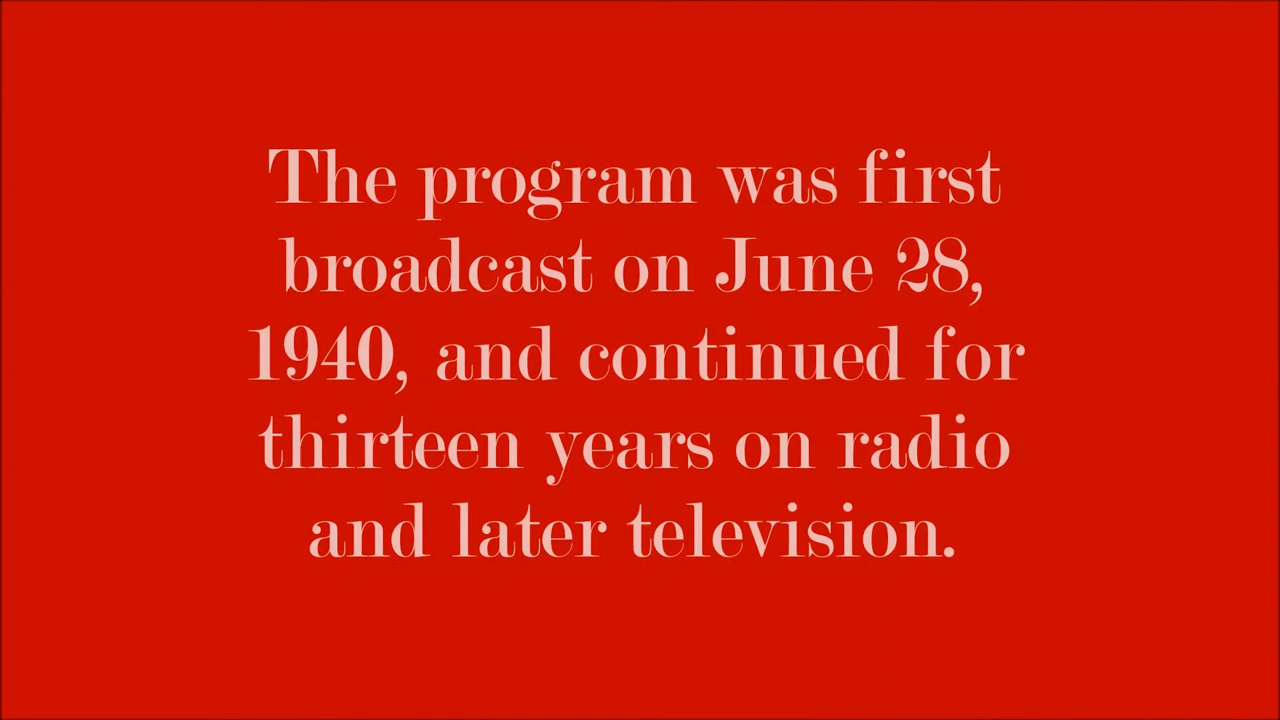 The program was first
broadcast on June 28,
1940, and continued for
thirteen years on radio
and later television.